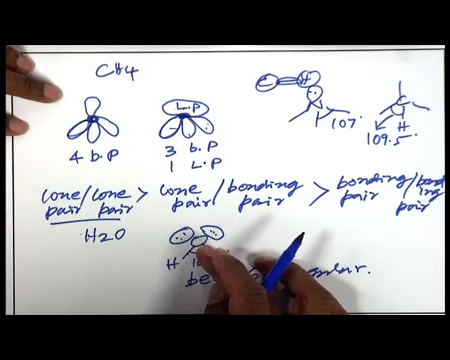 CH4
L.P
H
107
C
H
109.5
4 b.P
3 b.P
1 L.P
lone/lone > lone/bonding > bonding/bonding
pair pair pair pair pair pair
H2O
H